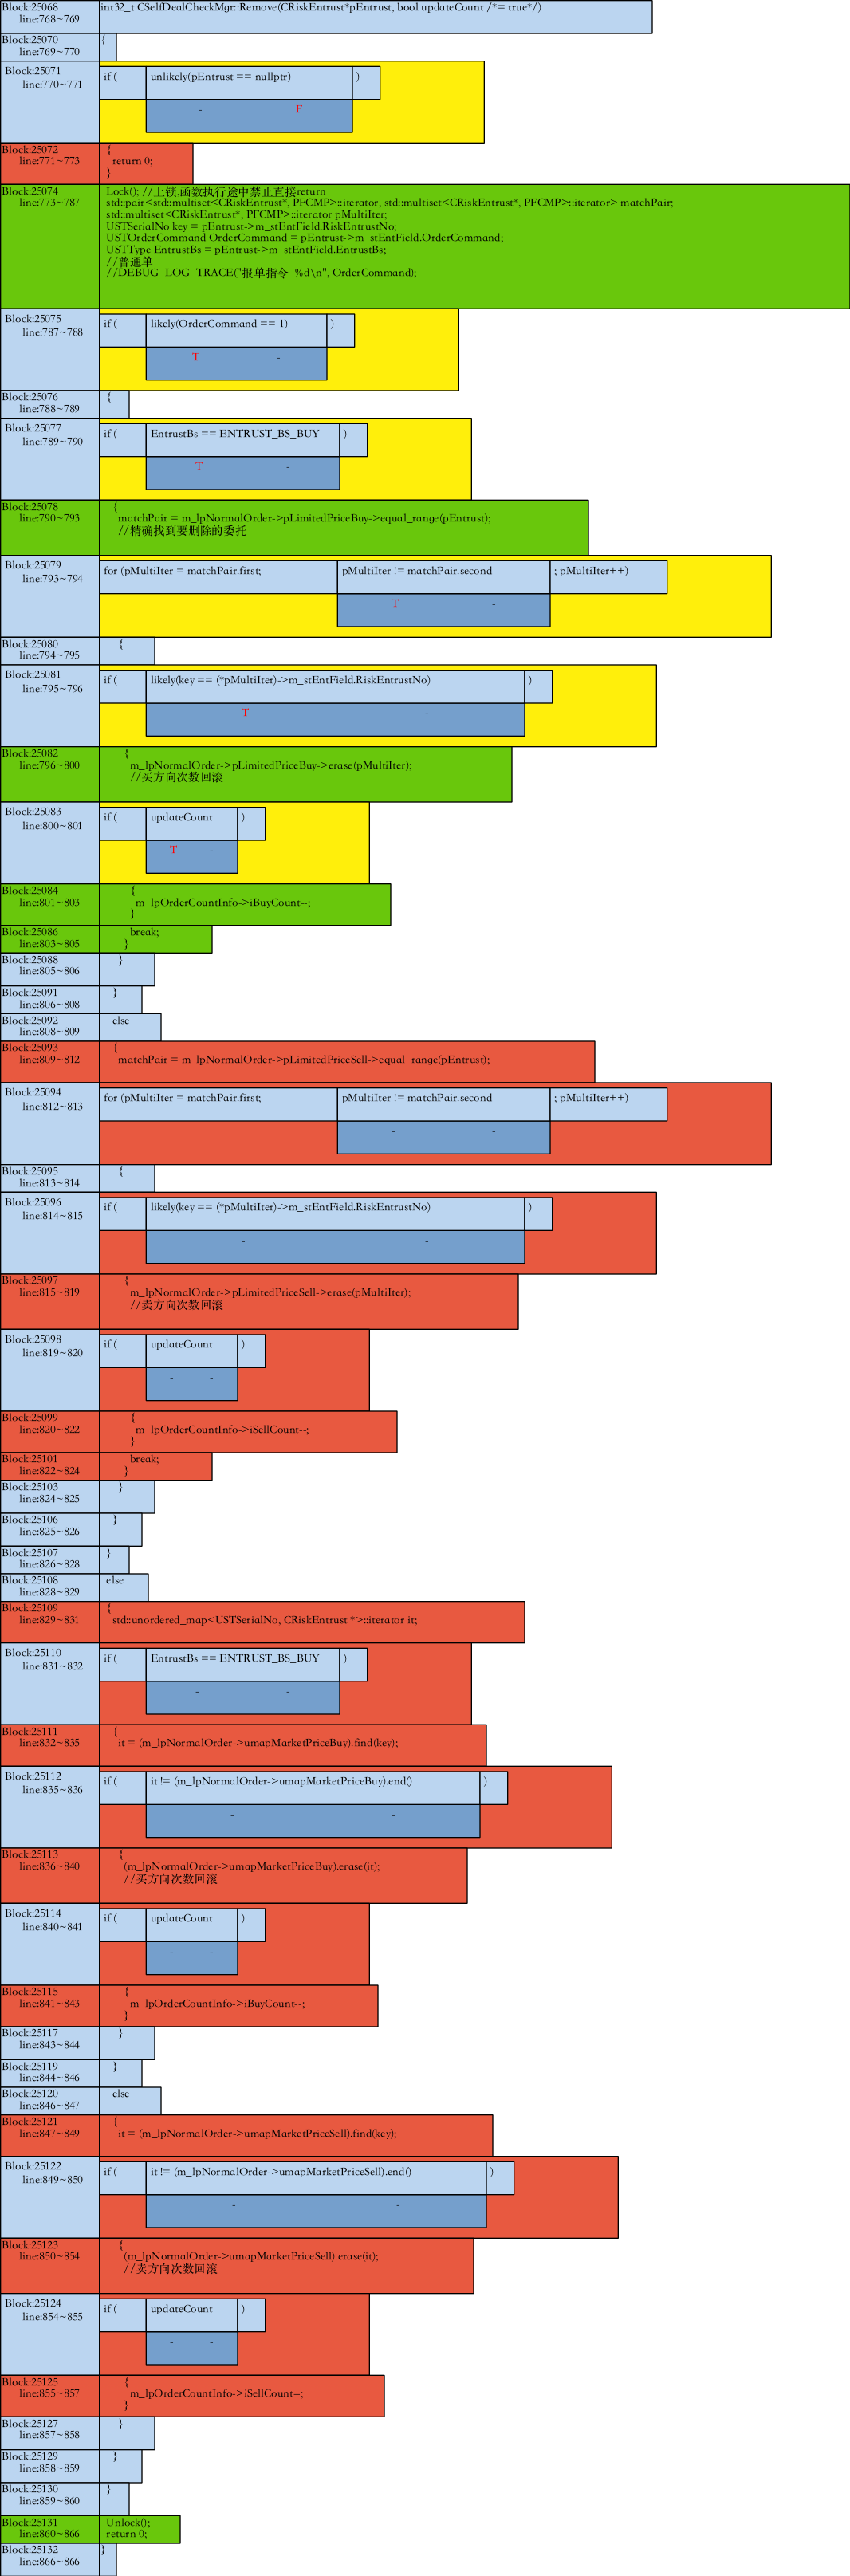 Block:25068 int32_t CSelfDealCheckMgr::Remove(CRiskEntrust*pEntrust, bool updateCount /*= true*/)
line:768~769
Block:25070 {
line:769~770
Block:25071 if ( unlikely(pEntrust == nullptr) )
line:770~771
- F
Block:25072 {
line:771~773 return 0;
}
Block:25074 Lock(); //上锁,函数执行途中禁止直接return
line:773~787 std::pair<std::multiset<CRiskEntrust*, PFCMP>::iterator, std::multiset<CRiskEntrust*, PFCMP>::iterator> matchPair;
std::multiset<CRiskEntrust*, PFCMP>::iterator pMultiIter;
USTSerialNo key = pEntrust->m_stEntField.RiskEntrustNo;
USTOrderCommand OrderCommand = pEntrust->m_stEntField.OrderCommand;
USTType EntrustBs = pEntrust->m_stEntField.EntrustBs;
//普通单
//DEBUG_LOG_TRACE("报单指令 %d\n", OrderCommand);
Block:25075 if ( likely(OrderCommand == 1) )
line:787~788
T -
Block:25076 {
line:788~789
Block:25077 if ( EntrustBs == ENTRUST_BS_BUY )
line:789~790
T -
Block:25078 {
line:790~793 matchPair = m_lpNormalOrder->pLimitedPriceBuy->equal_range(pEntrust);
//精确找到要删除的委托
Block:25079 for (pMultiIter = matchPair.first; pMultiIter != matchPair.second ; pMultiIter++)
line:793~794
T -
Block:25080 {
line:794~795
Block:25081 if ( likely(key == (*pMultiIter)->m_stEntField.RiskEntrustNo) )
line:795~796
T -
Block:25082 {
line:796~800 m_lpNormalOrder->pLimitedPriceBuy->erase(pMultiIter);
//买方向次数回滚
Block:25083 if ( updateCount )
line:800~801
T -
Block:25084 {
line:801~803 m_lpOrderCountInfo->iBuyCount--;
}
Block:25086 break;
line:803~805 }
Block:25088 }
line:805~806
Block:25091 }
line:806~808
Block:25092 else
line:808~809
Block:25093 {
line:809~812 matchPair = m_lpNormalOrder->pLimitedPriceSell->equal_range(pEntrust);
Block:25094 for (pMultiIter = matchPair.first; pMultiIter != matchPair.second ; pMultiIter++)
line:812~813
- -
Block:25095 {
line:813~814
Block:25096 if ( likely(key == (*pMultiIter)->m_stEntField.RiskEntrustNo) )
line:814~815
- -
Block:25097 {
line:815~819 m_lpNormalOrder->pLimitedPriceSell->erase(pMultiIter);
//卖方向次数回滚
Block:25098 if ( updateCount )
line:819~820
- -
Block:25099 {
line:820~822 m_lpOrderCountInfo->iSellCount--;
}
Block:25101 break;
line:822~824 }
Block:25103 }
line:824~825
Block:25106 }
line:825~826
Block:25107 }
line:826~828
Block:25108 else
line:828~829
Block:25109 {
line:829~831 std::unordered_map<USTSerialNo, CRiskEntrust *>::iterator it;
Block:25110 if ( EntrustBs == ENTRUST_BS_BUY )
line:831~832
- -
Block:25111 {
line:832~835 it = (m_lpNormalOrder->umapMarketPriceBuy).find(key);
Block:25112 if ( it != (m_lpNormalOrder->umapMarketPriceBuy).end() )
line:835~836
- -
Block:25113 {
line:836~840 (m_lpNormalOrder->umapMarketPriceBuy).erase(it);
//买方向次数回滚
Block:25114 if ( updateCount )
line:840~841
- -
Block:25115 {
line:841~843 m_lpOrderCountInfo->iBuyCount--;
}
Block:25117 }
line:843~844
Block:25119 }
line:844~846
Block:25120 else
line:846~847
Block:25121 {
line:847~849 it = (m_lpNormalOrder->umapMarketPriceSell).find(key);
Block:25122 if ( it != (m_lpNormalOrder->umapMarketPriceSell).end() )
line:849~850
- -
Block:25123 {
line:850~854 (m_lpNormalOrder->umapMarketPriceSell).erase(it);
//卖方向次数回滚
Block:25124 if ( updateCount )
line:854~855
- -
Block:25125 {
line:855~857 m_lpOrderCountInfo->iSellCount--;
}
Block:25127 }
line:857~858
Block:25129 }
line:858~859
Block:25130 }
line:859~860
Block:25131 Unlock();
line:860~866 return 0;
Block:25132 }
line:866~866